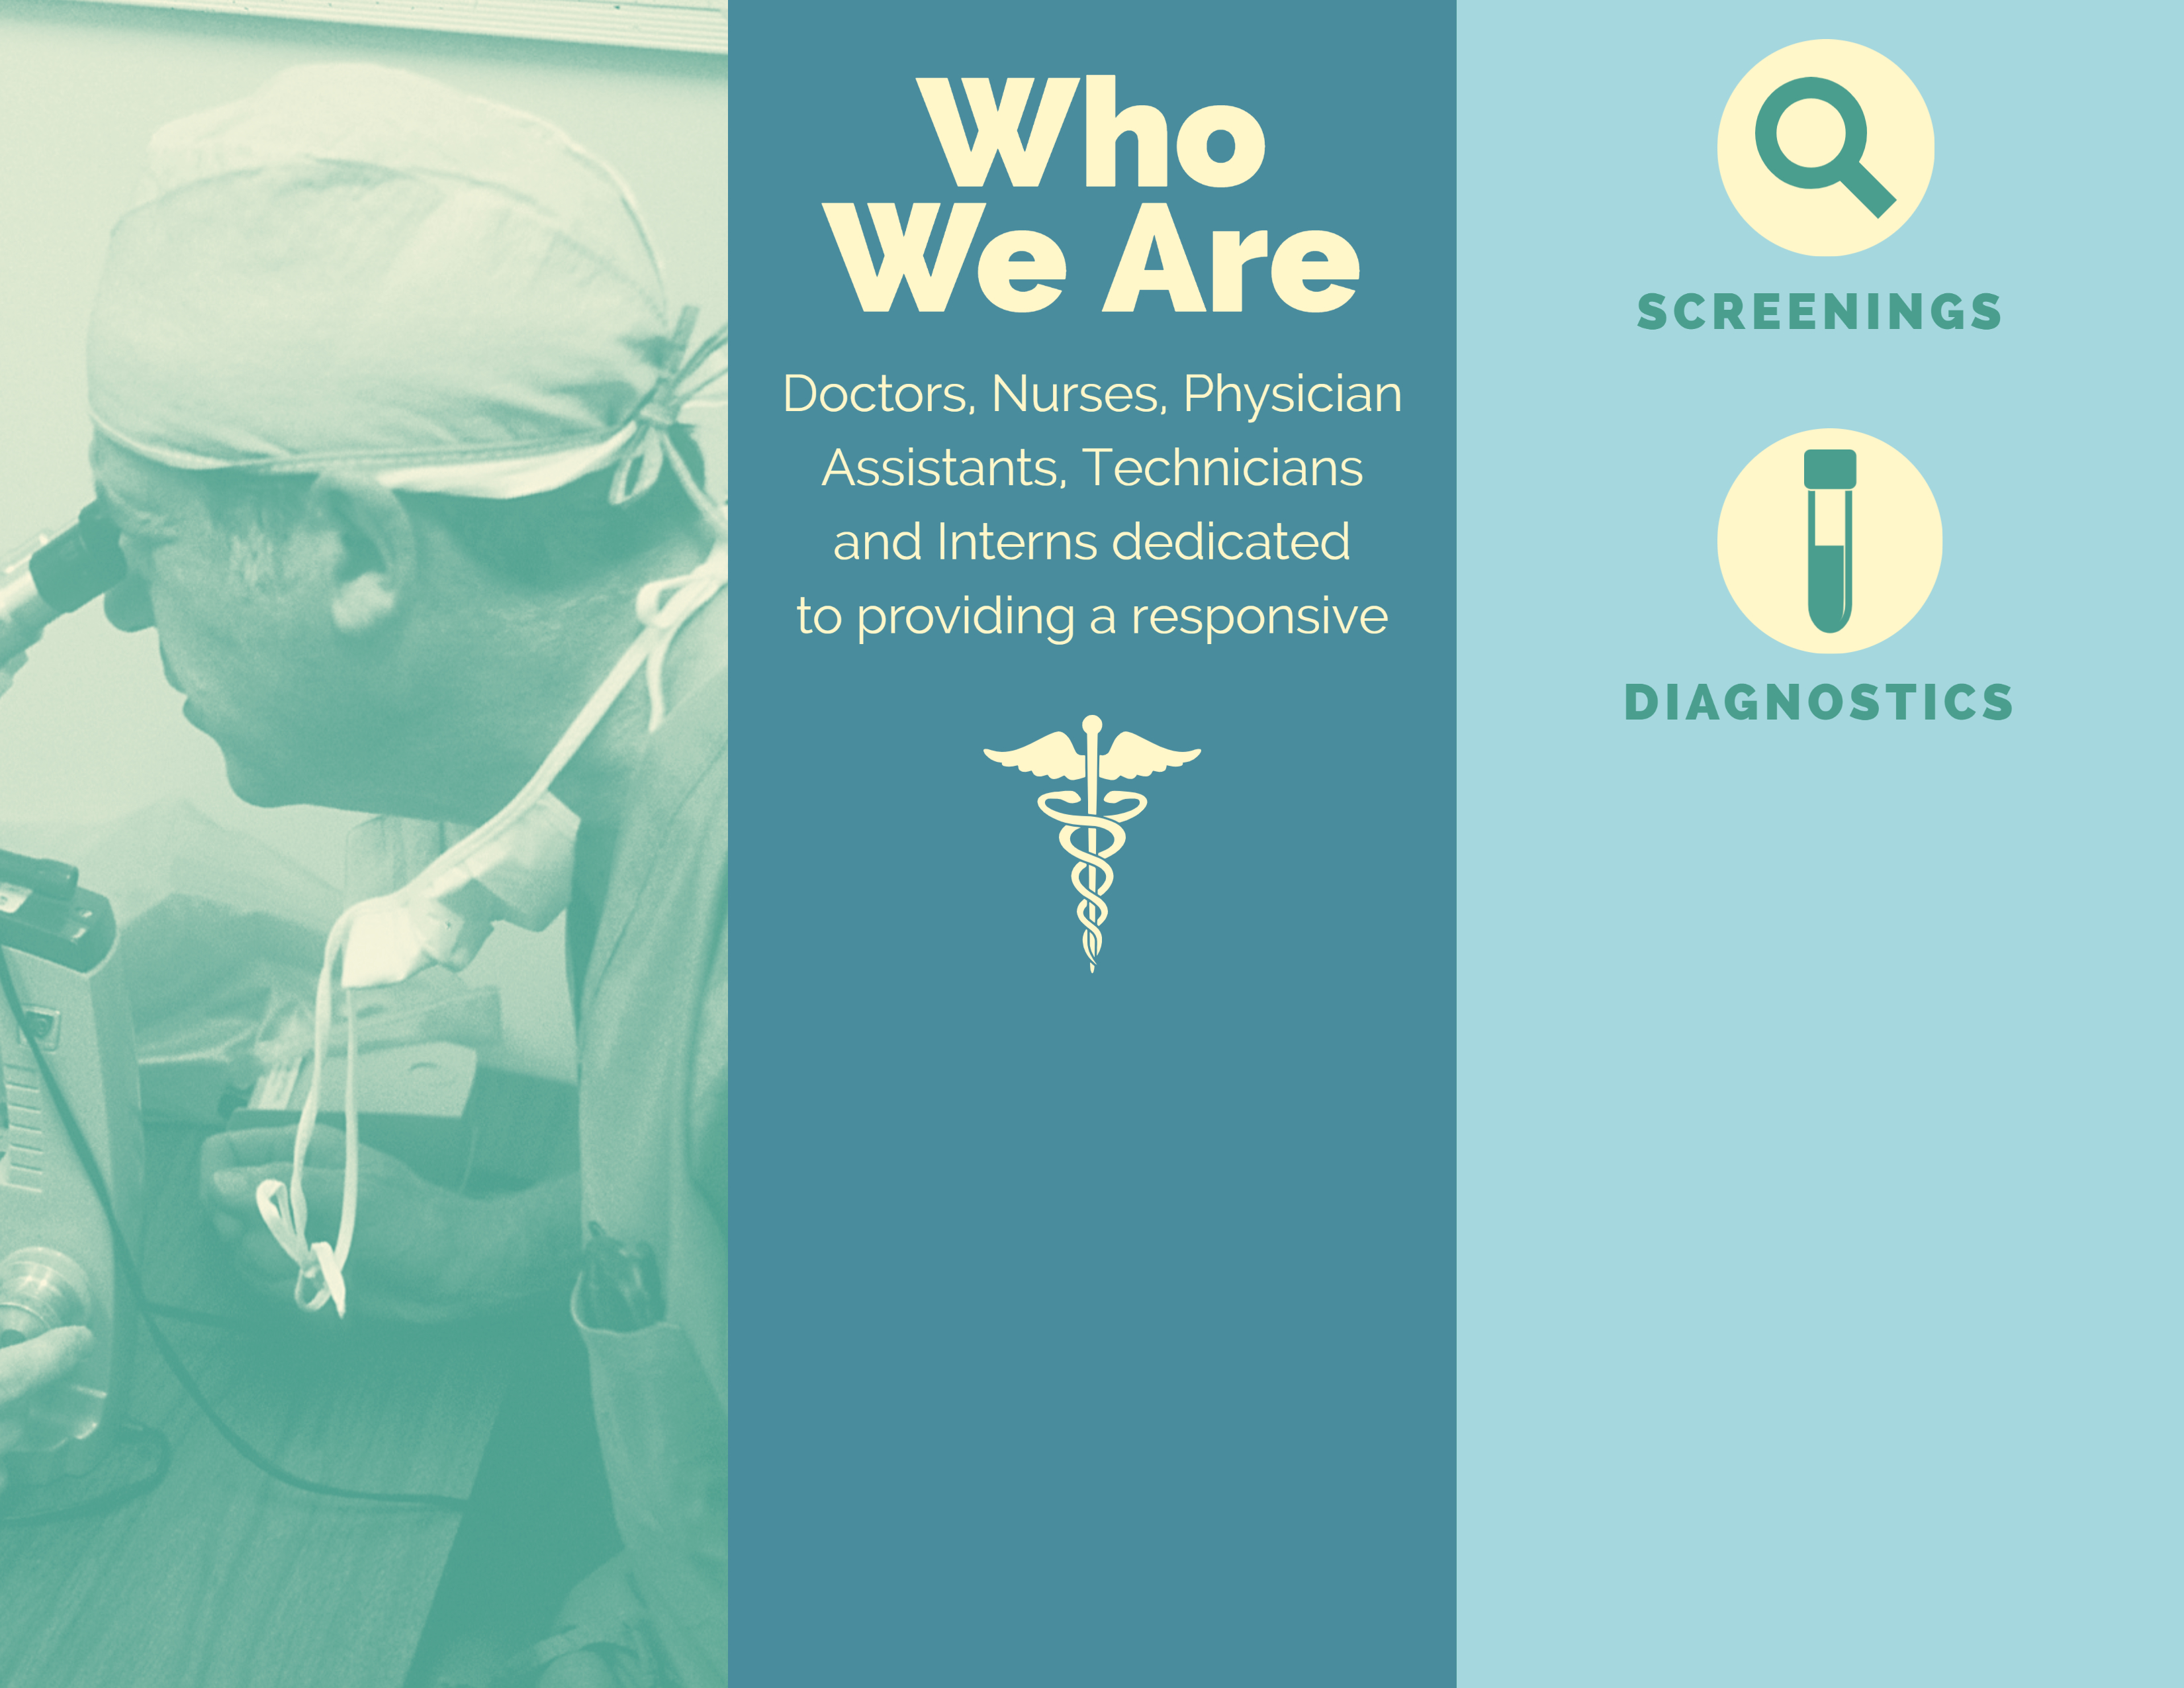 Who
We Are
Doctors, Nurses, Physician
Assistants, Technicians
and Interns dedicated
to providing a responsive
SCREENINGS
DIAGNOSTICS